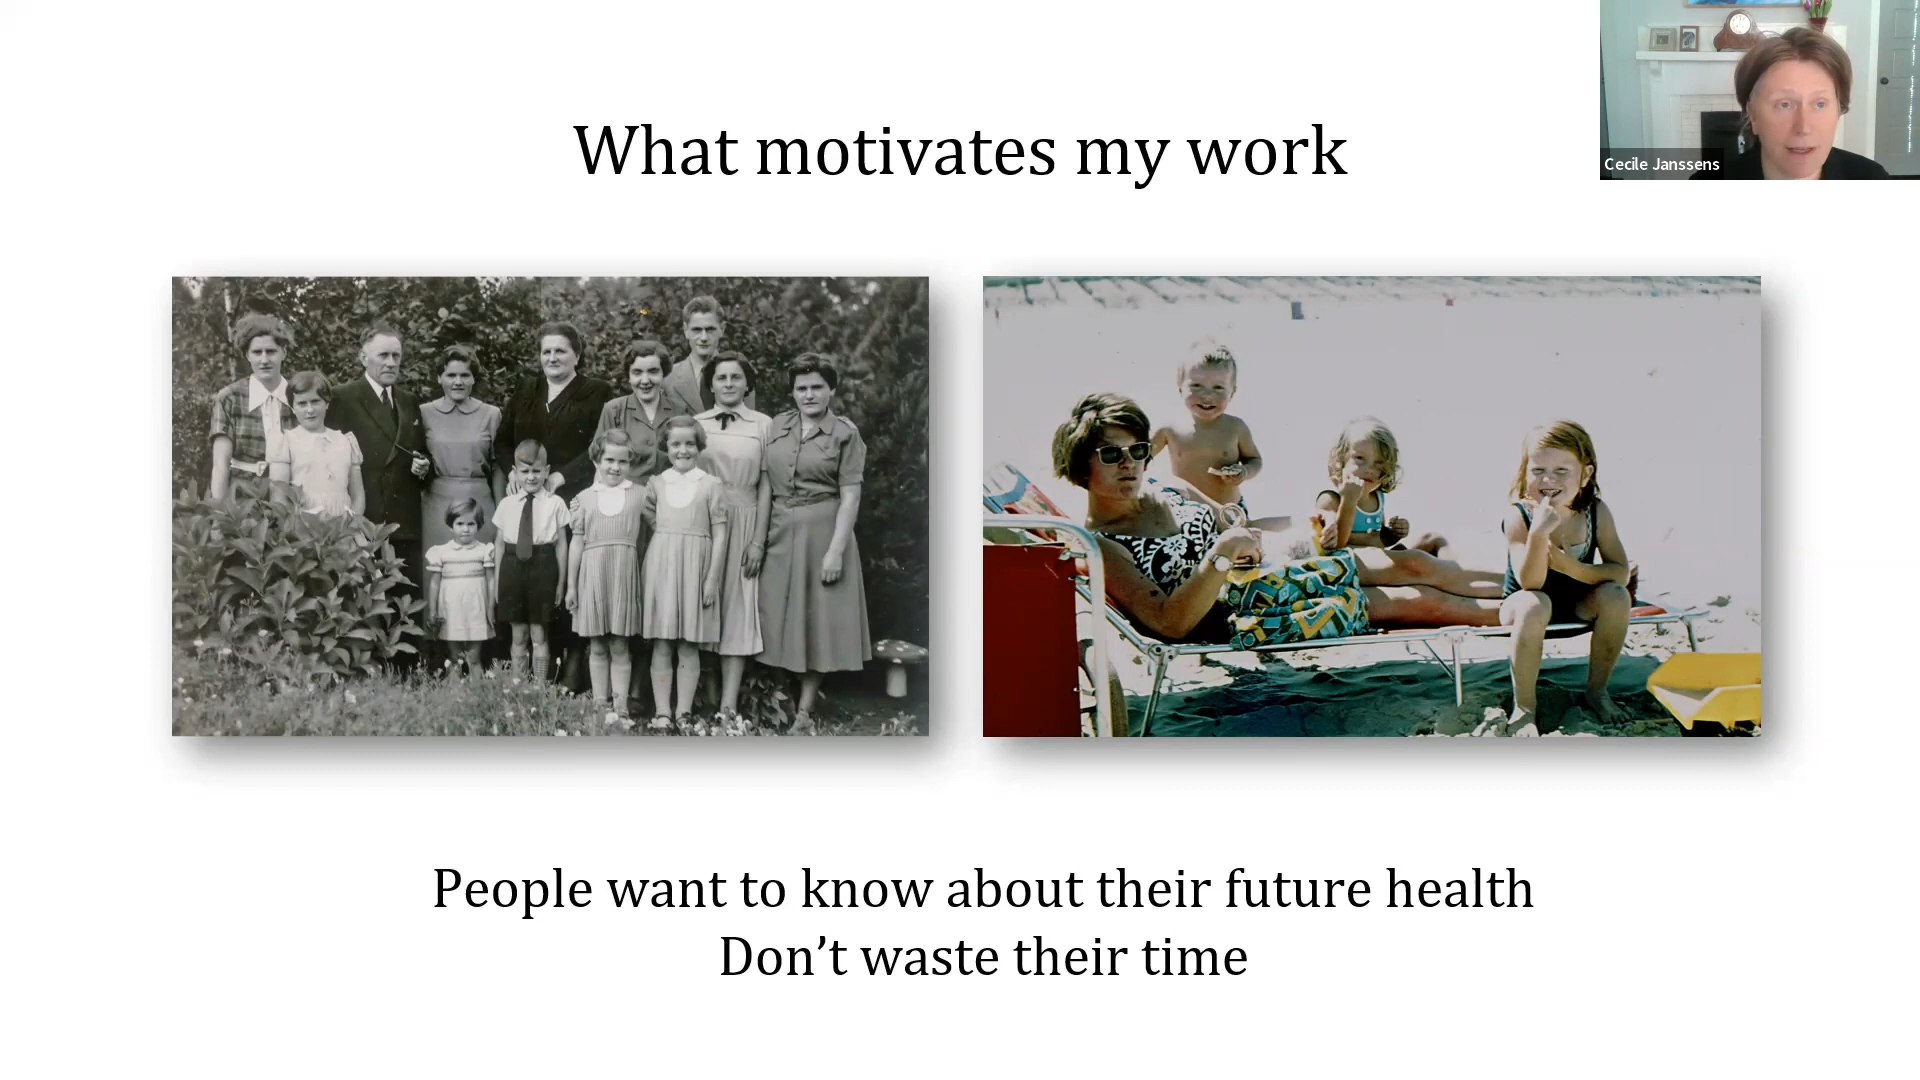 What motivates my work
Cecile Janssens
People want to know about their future health
Don’t waste their time